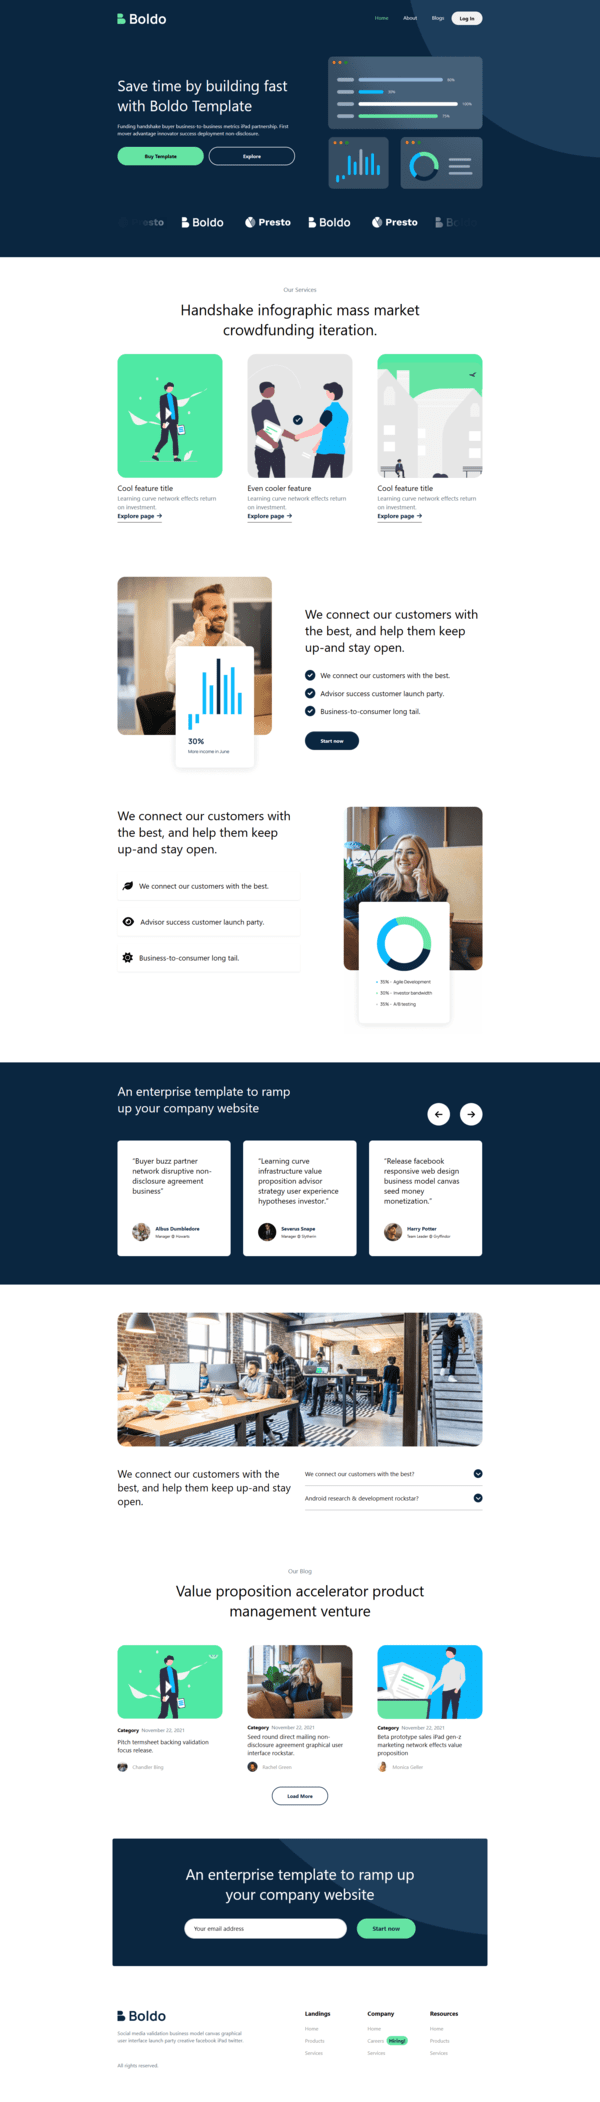 Boldo
Home About Blogs Log In
Save time by building fast
with Boldo Template
Funding handshake buyer business-to-business metrics iPad partnership. First
mover advantage innovator success deployment non-disclosure.
Buy Template Explore
esto Boldo Presto Boldo Presto B
Our Services
Handshake infographic mass market
crowdfunding iteration.
Cool feature title
Learning curve network effects return
on investment.
Explore page
Even cooler feature
Learning curve network effects return
on investment.
Explore page
Cool feature title
Learning curve network effects return
on investment.
Explore page
30%
More income in June
We connect our customers with
the best, and help them keep
up-and stay open.
We connect our customers with the best.
Advisor success customer launch party.
Business-to-consumer long tail.
Start now
We connect our customers with
the best, and help them keep
up-and stay open.
We connect our customers with the best.
Advisor success customer launch party.
Business-to-consumer long tail.
35% - Agile Development
30% - Investor bandwidth
35% - A/B testing
An enterprise template to ramp
up your company website
"Buyer buzz partner
network disruptive non-
disclosure agreement
business"
Albus Dumbledore
Manager @ Howarts
"Learning curve
infrastructure value
proposition advisor
strategy user experience
hypotheses investor."
Severus Snape
Manager @ Slytherin
"Release facebook
responsive web design
business model canvas
seed money
monetization."
Harry Potter
Team Leader @ Gryffindor
We connect our customers with the
best, and help them keep up-and stay
open.
We connect our customers with the best?
Android research & development rockstar?
Our Blog
Value proposition accelerator product
management venture
Category November 22, 2021
Pitch termsheet backing validation
focus release.
Chandler Bing
Category November 22, 2021
Seed round direct mailing non-
disclosure agreement graphical user
interface rockstar.
Rachel Green
Category November 22, 2021
Beta prototype sales iPad gen-z
marketing network effects value
proposition
Monica Geller
Load More
An enterprise template to ramp up
your company website
Your email address Start now
Boldo
Social media validation business model canvas graphical
user interface launch party creative facebook iPad twitter.
All rights reserved.
Landings
Home
Products
Services
Company
Home
Careers Hiring!
Services
Resources
Home
Products
Services